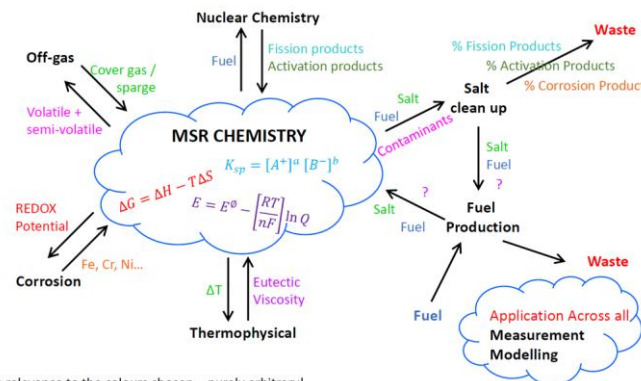 Nuclear Chemistry
Waste
Off-gas
Fission products
Activation products
Fuel
% Fission Products
% Activation Products
% Corrosion Produc
Cover gas /
sparge
Salt
clean up
Volatile +
semi-volatile
Salt
Fuel
Contaminants
MSR CHEMISTRY
K_sp = [A⁺]ᵃ [B⁻]ᵇ
ΔG = ΔH − TΔS
E = E^ø − [RT/nF] ln Q
Salt
Fuel
?
?
Salt
Fuel
Fuel
Production
REDOX
Potential
Fe, Cr, Ni...
Corrosion
ΔT
Eutectic
Viscosity
Thermophysical
Waste
Fuel
Application Across all
Measurement
Modelling
relevance to the colours chosen – purely arbitrary!